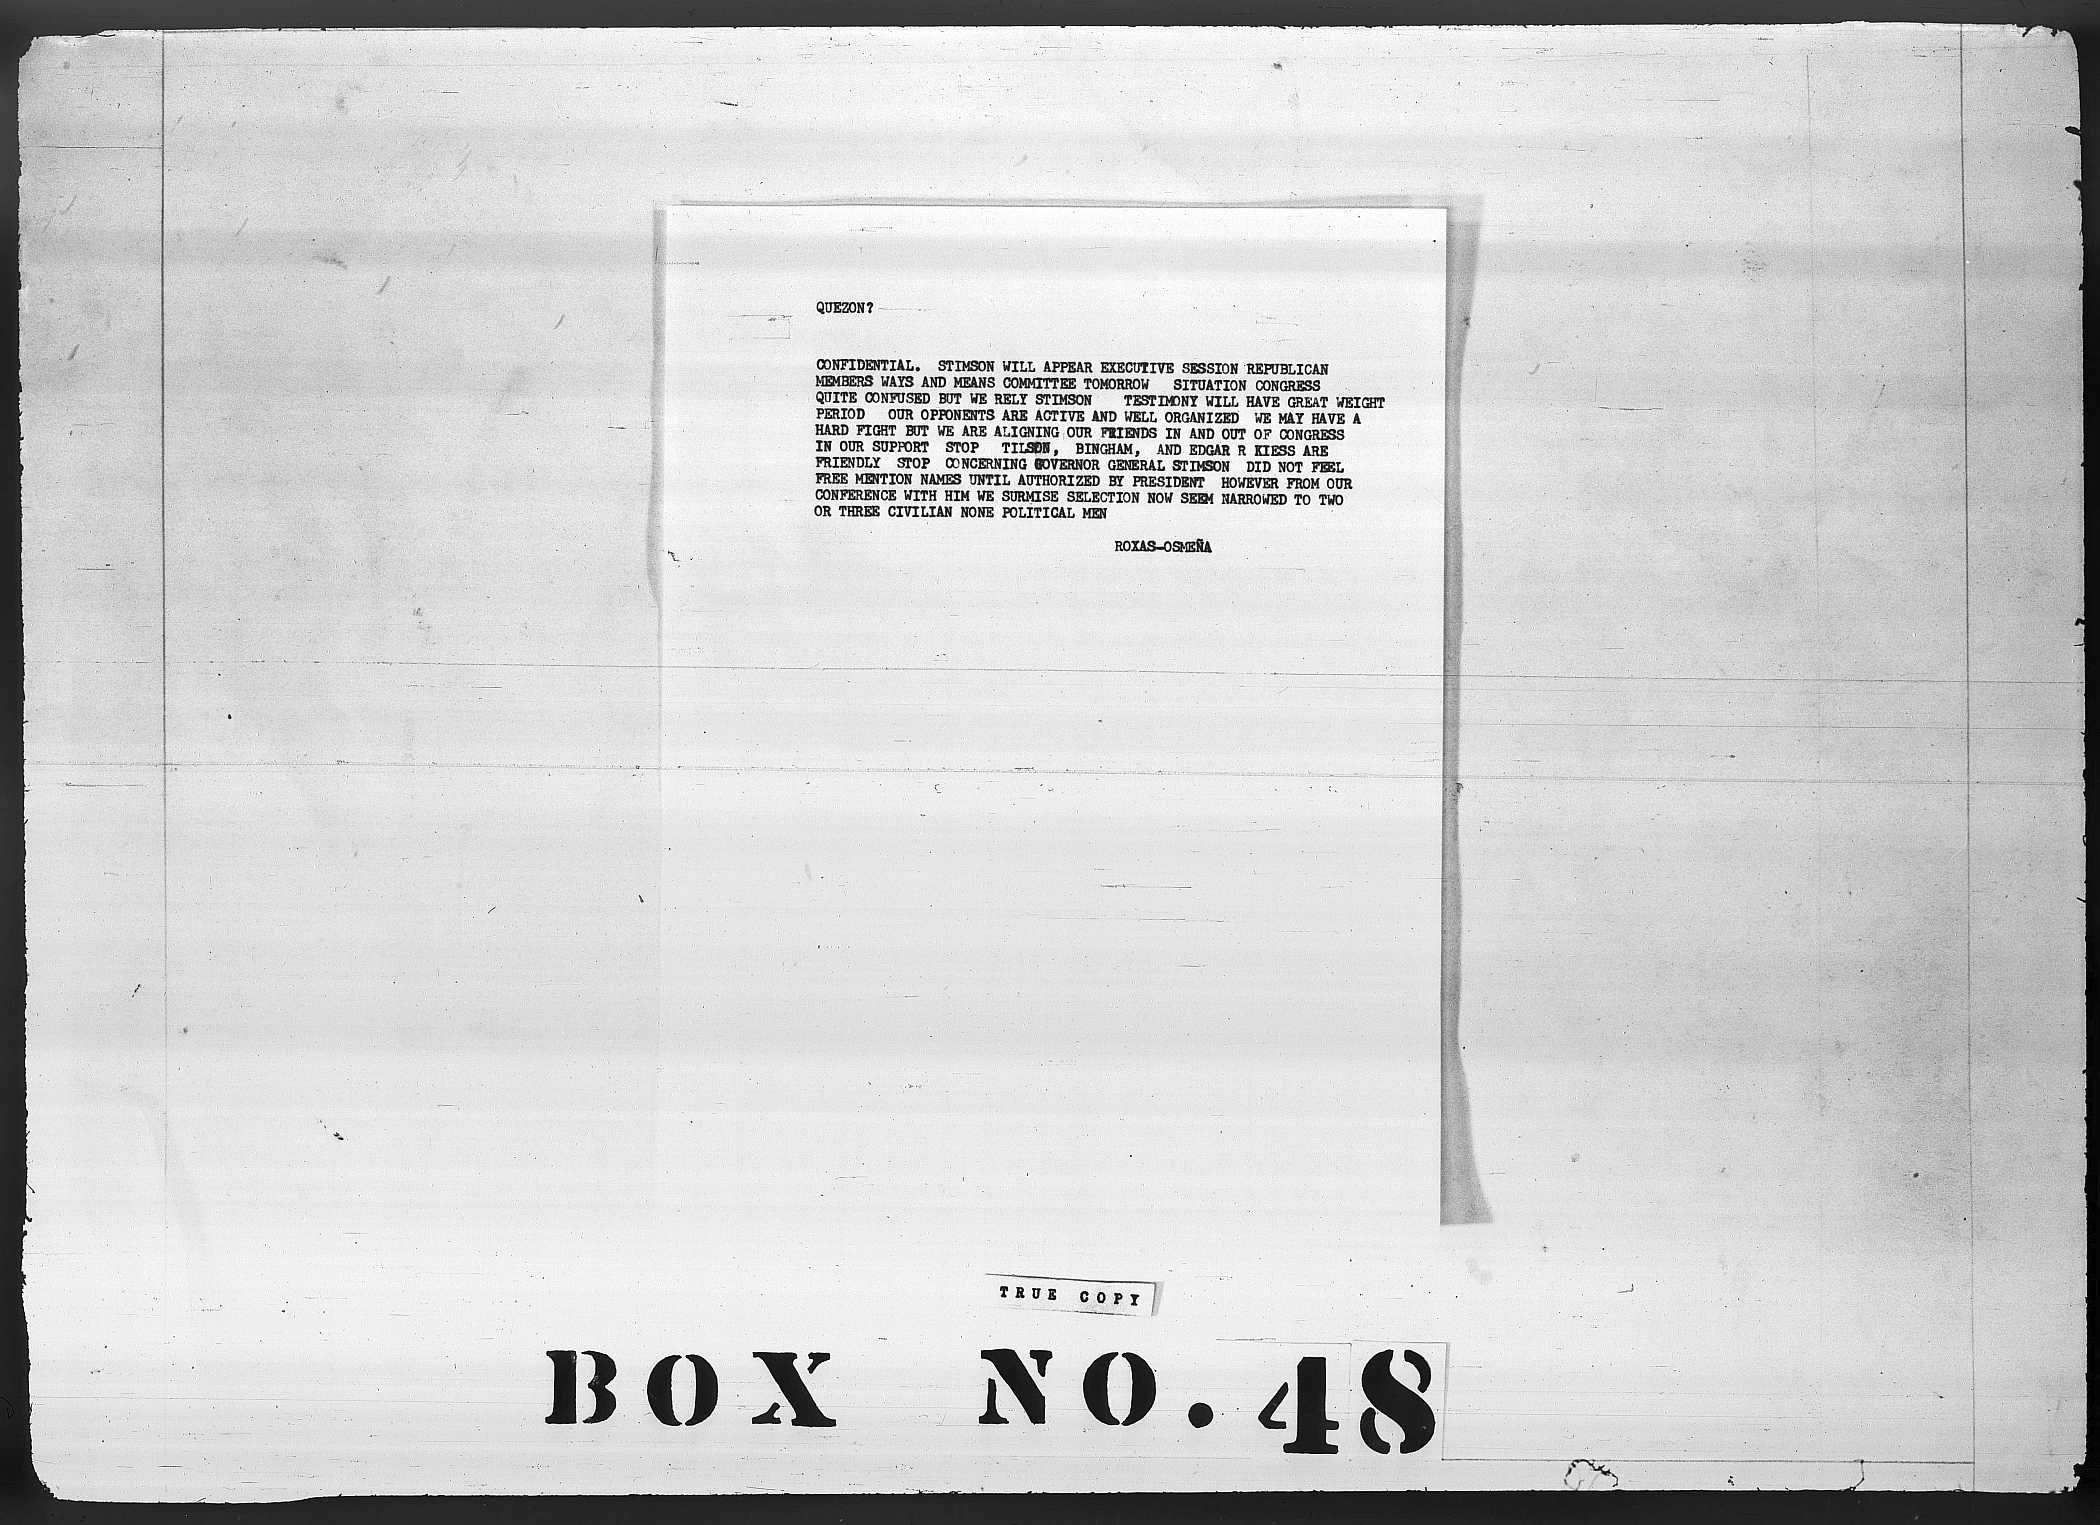 QUEZON?
CONFIDENTIAL. STIMSON WILL APPEAR EXECUTIVE SESSION REPUBLICAN
MEMBERS WAYS AND MEANS COMMITTEE TOMORROW SITUATION CONGRESS
QUITE CONFUSED BUT WE RELY STIMSON TESTIMONY WILL HAVE GREAT WEIGHT
PERIOD OUR OPPONENTS ARE ACTIVE AND WELL ORGANIZED WE MAY HAVE A
HARD FIGHT BUT WE ARE ALIGNING OUR FRIENDS IN AND OUT OF CONGRESS
IN OUR SUPPORT STOP TILSON, BINGHAM, AND EDGAR R KIESS ARE
FRIENDLY STOP CONCERNING GOVERNOR GENERAL STIMSON DID NOT FEEL
FREE MENTION NAMES UNTIL AUTHORIZED BY PRESIDENT HOWEVER FROM OUR
CONFERENCE WITH HIM WE SURMISE SELECTION NOW SEEM NARROWED TO TWO
OR THREE CIVILIAN NONE POLITICAL MEN
ROXAS-OSMEÑA
TRUE COPY
BOX NO. 48